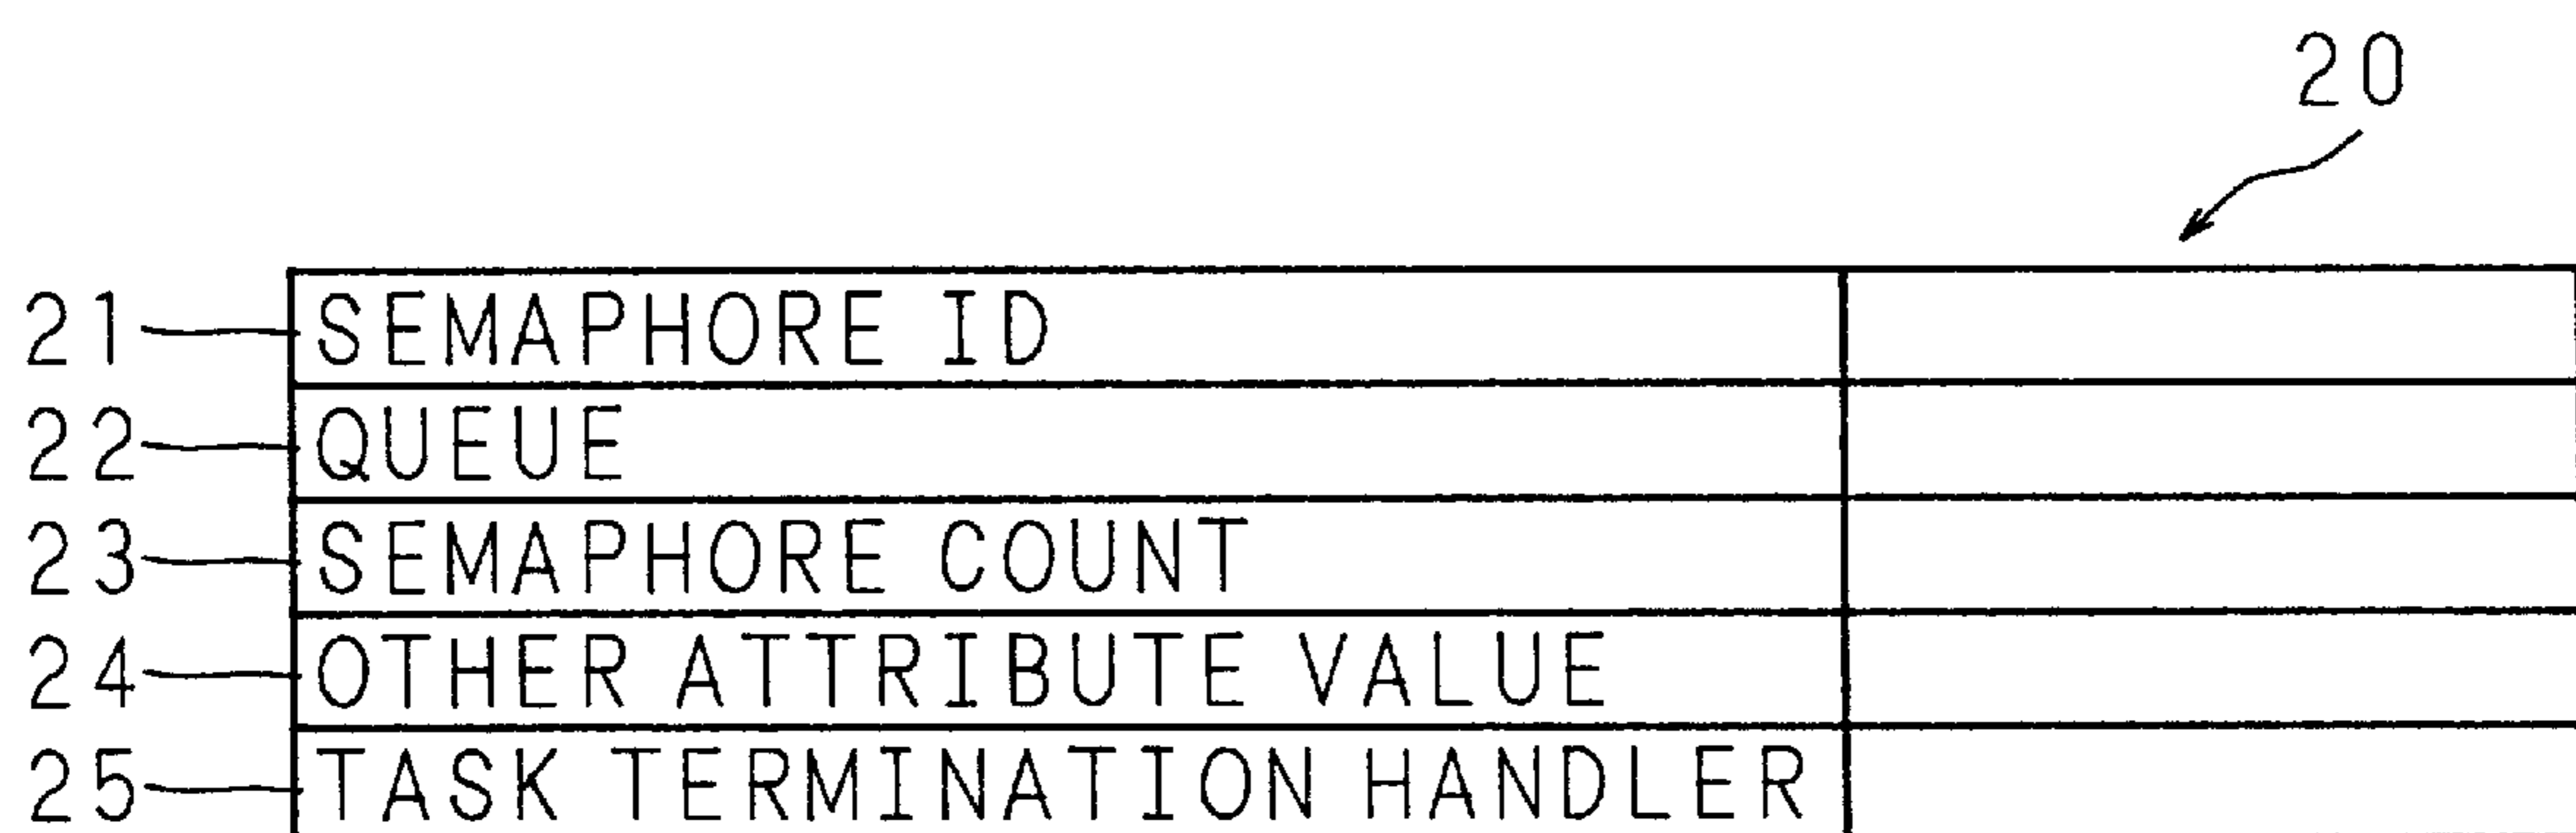 20
21 SEMAPHORE ID
22 QUEUE
23 SEMAPHORE COUNT
24 OTHER ATTRIBUTE VALUE
25 TASK TERMINATION HANDLER